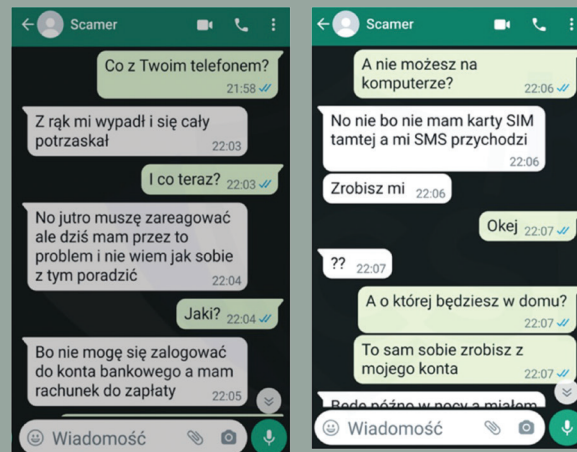 Scamer
Co z Twoim telefonem?
21:58
Z rąk mi wypadł i się cały
potrzaskał
22:03
I co teraz? 22:03
No jutro muszę zareagować
ale dziś mam przez to
problem i nie wiem jak sobie
z tym poradzić
22:04
Jaki? 22:04
Bo nie mogę się zalogować
do konta bankowego a mam
rachunek do zapłaty
22:05
Wiadomość
Scamer
A nie możesz na
komputerze?
22:06
No nie bo nie mam karty SIM
tamtej a mi SMS przychodzi
22:06
Zrobisz mi 22:06
Okej 22:07
?? 22:07
A o której będziesz w domu?
22:07
To sam sobie zrobisz z
mojego konta
22:07
Będę późno w nocy a miałem
Wiadomość